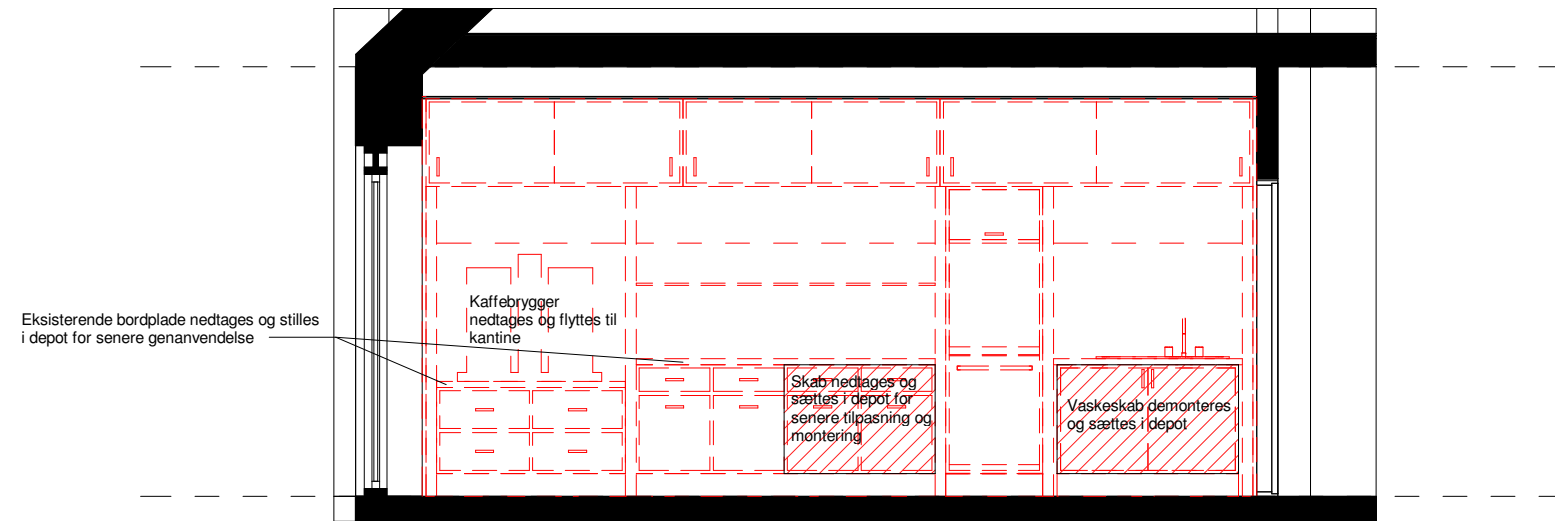 Eksisterende bordplade nedtages og stilles
i depot for senere genanvendelse
Kaffebrygger
nedtages og flyttes til
kantine
Skab nedtages og
sættes i depot for
senere tilpasning og
montering
Vaskeskab demonteres
og sættes i depot